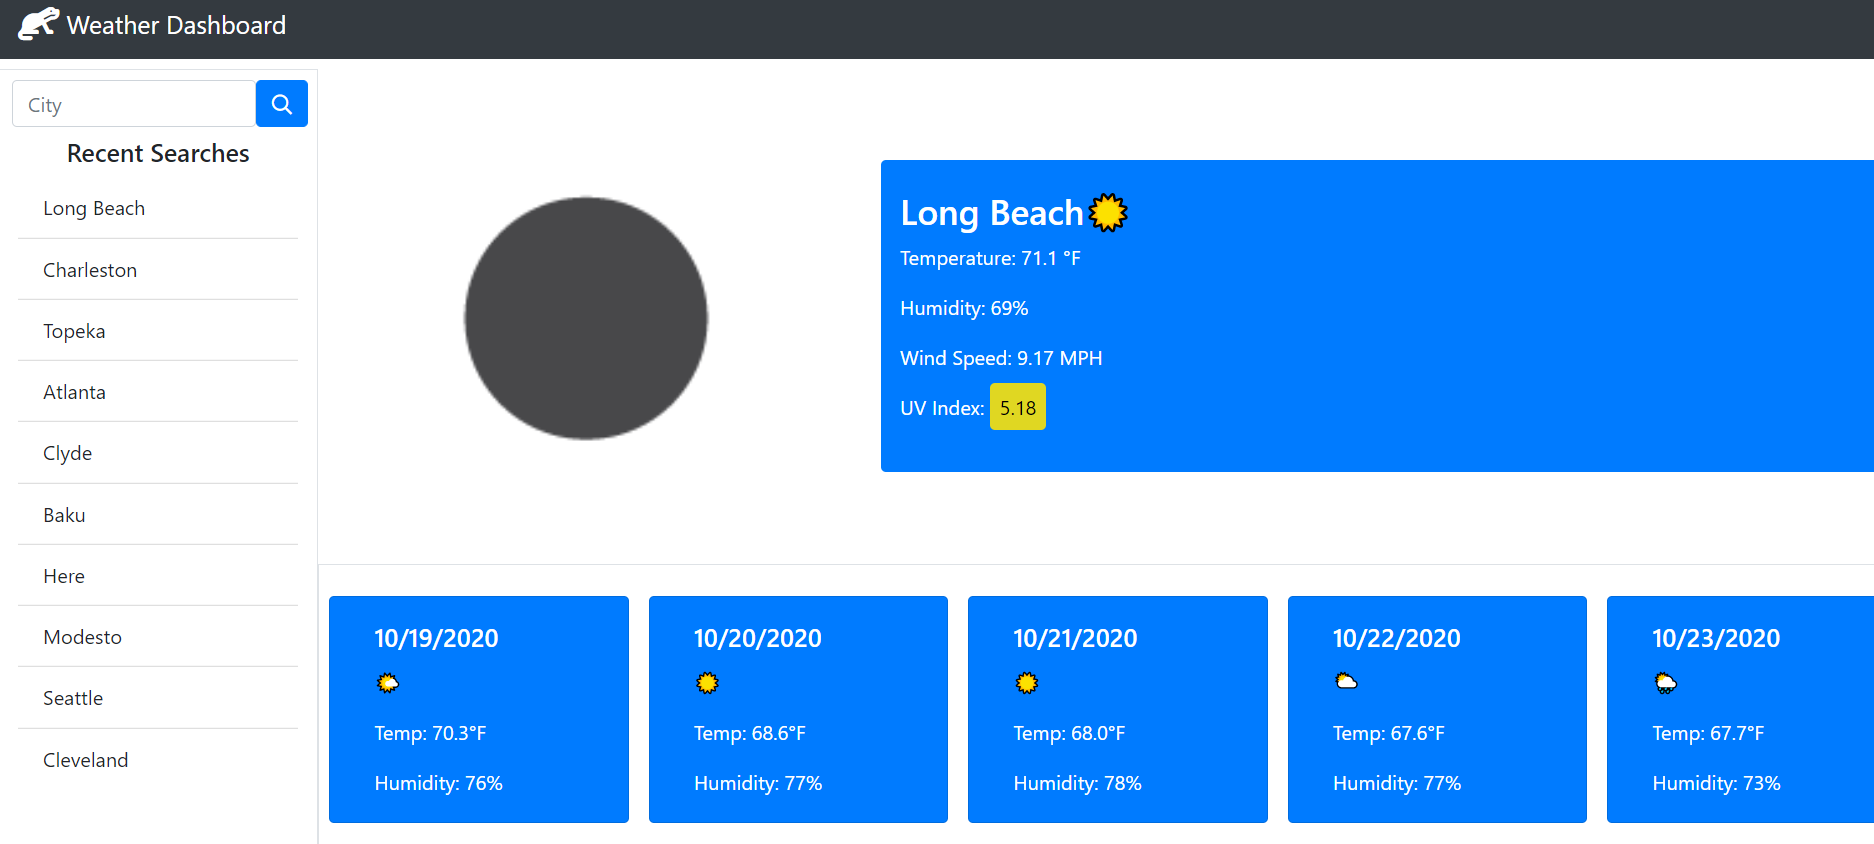 Weather Dashboard
City
Recent Searches
Long Beach
Charleston
Topeka
Atlanta
Clyde
Baku
Here
Modesto
Seattle
Cleveland
Long Beach
Temperature: 71.1 °F
Humidity: 69%
Wind Speed: 9.17 MPH
UV Index: 5.18
10/19/2020
Temp: 70.3°F
Humidity: 76%
10/20/2020
Temp: 68.6°F
Humidity: 77%
10/21/2020
Temp: 68.0°F
Humidity: 78%
10/22/2020
Temp: 67.6°F
Humidity: 77%
10/23/2020
Temp: 67.7°F
Humidity: 73%